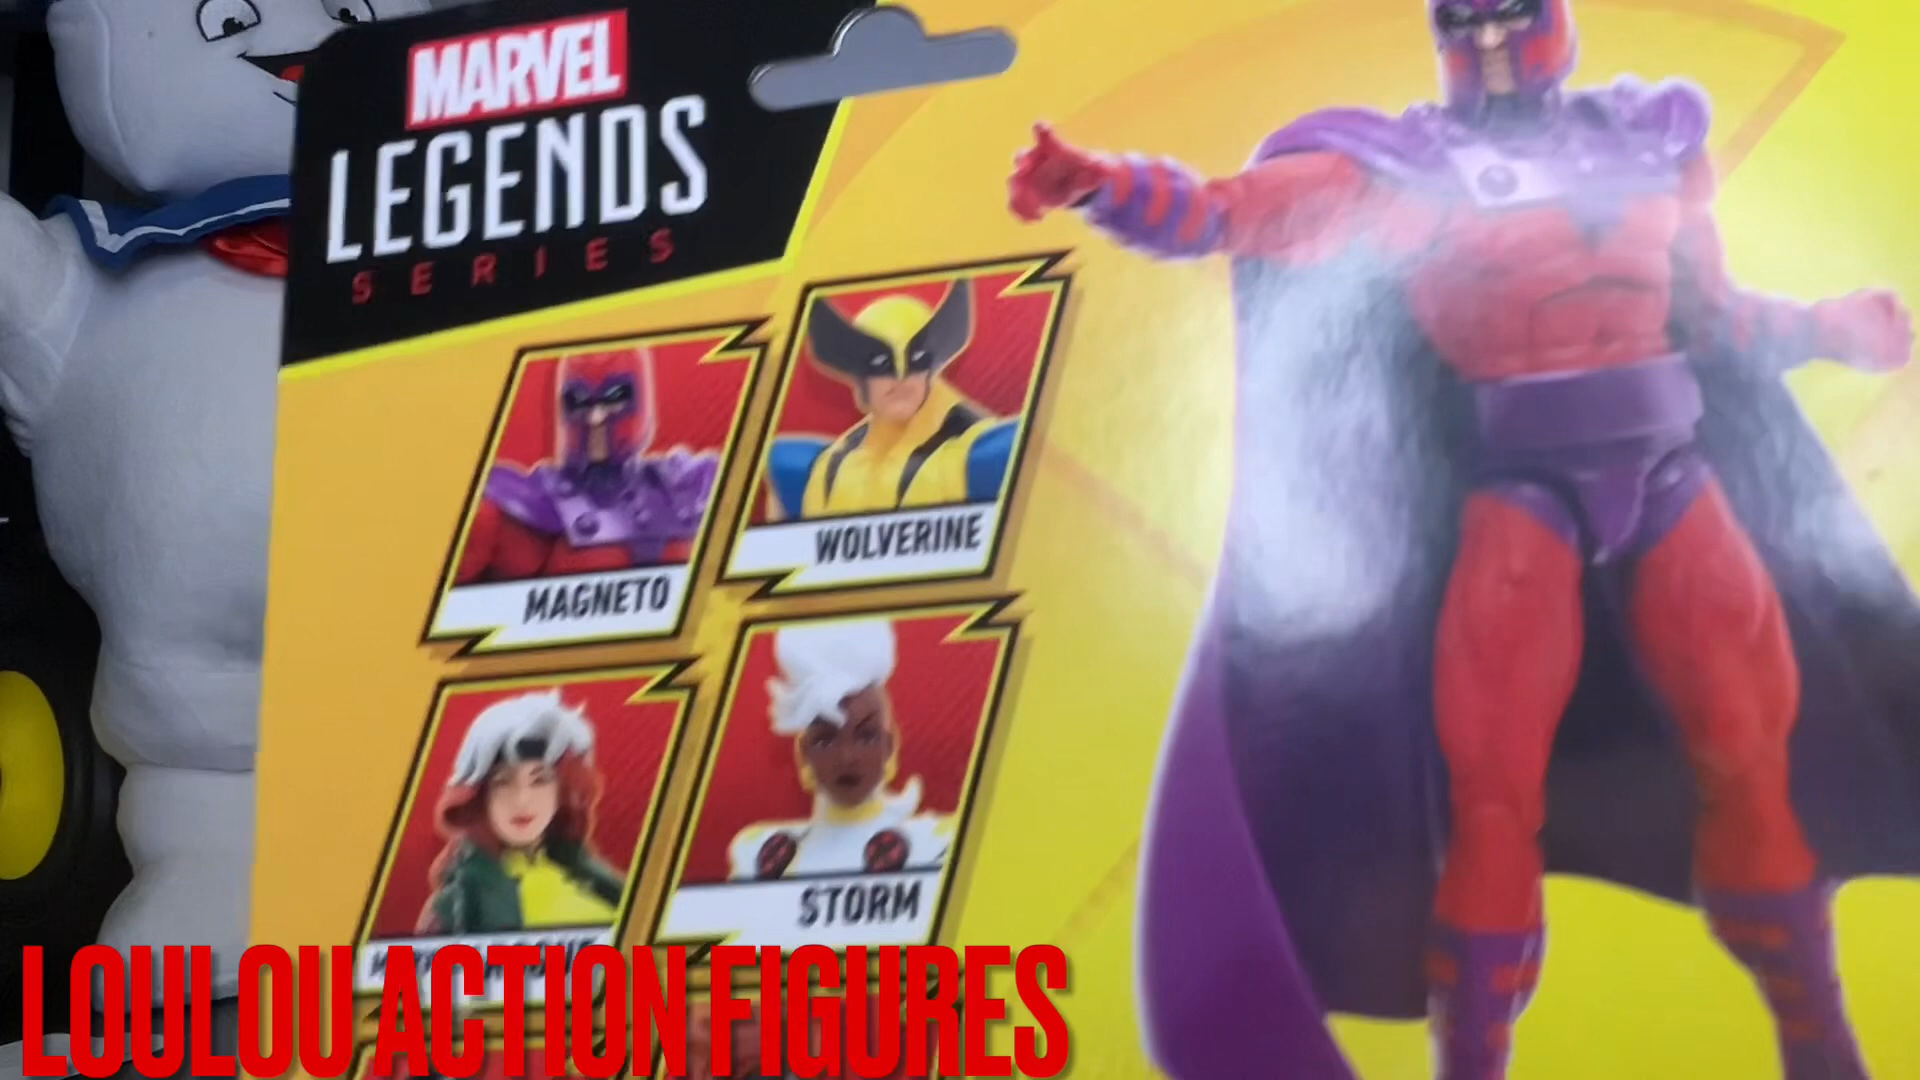 MARVEL
LEGENDS
SERIES
WOLVERINE
MAGNETO
STORM
LOULOU ACTION FIGURES